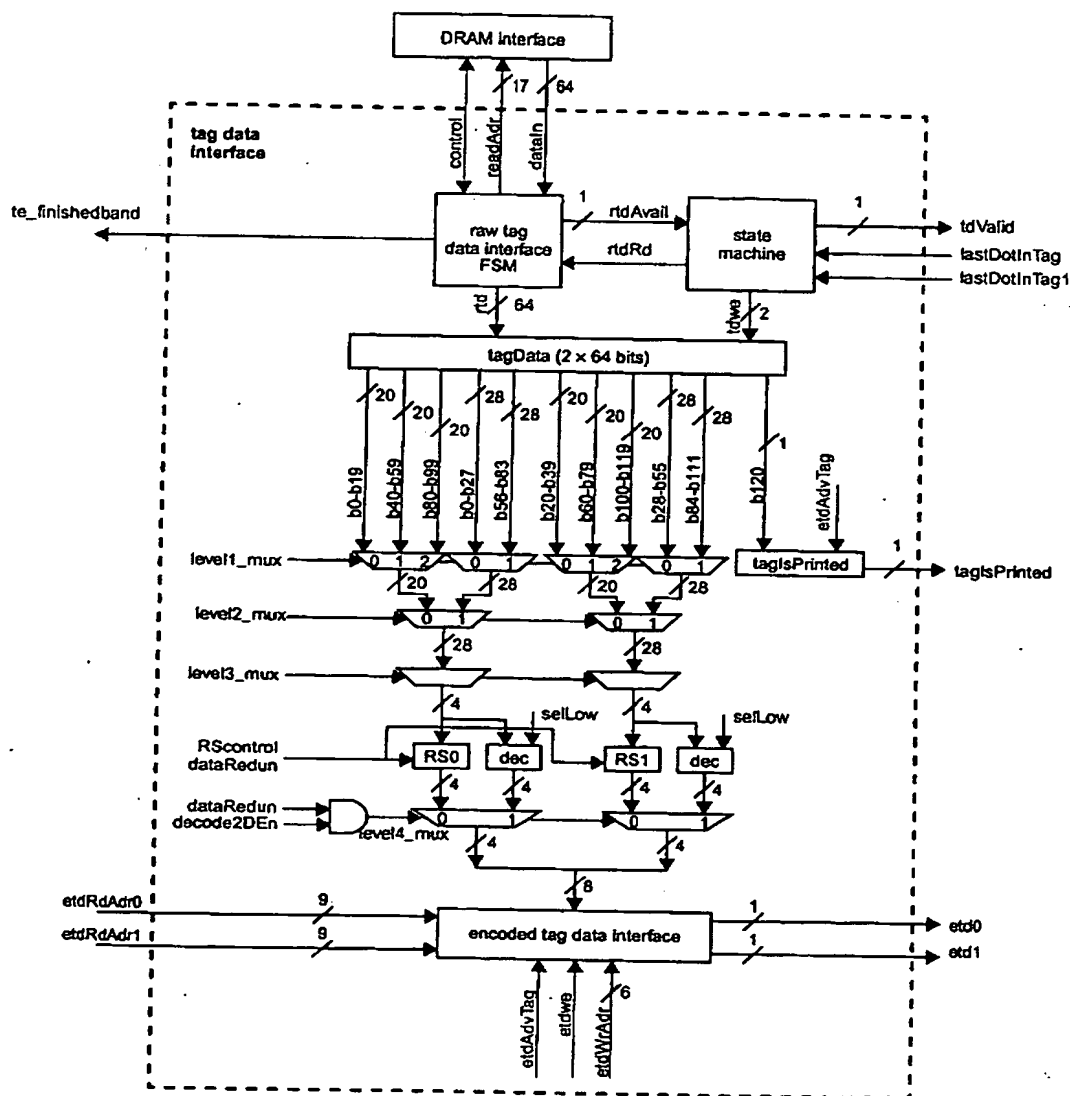 DRAM interface
17
64
control
readAdr
dataIn
tag data
interface
te_finishedband
raw tag
data interface
FSM
1
rtdAvail
rtdRd
state
machine
1
tdValid
lastDotInTag
lastDotInTag1
rtd
64
tdwe
2
tagData (2 × 64 bits)
20
20
20
28
28
20
20
20
28
28
1
b0-b19
b40-b59
b80-b99
b0-b27
b56-b83
b20-b39
b60-b79
b100-b119
b28-b55
b84-b111
b120
etdAdvTag
level1_mux
0 1 2
0 1
0 1 2
0 1
tagIsPrinted
1
tagIsPrinted
20
28
20
28
level2_mux
0 1
0 1
28
28
level3_mux
4
4
selLow
selLow
RScontrol
dataRedun
RS0
dec
RS1
dec
4
4
4
4
dataRedun
decode2DEn
level4_mux
0 1
0 1
4
4
8
etdRdAdr0
9
etdRdAdr1
9
encoded tag data interface
1
etd0
1
etd1
6
etdAdvTag
etdwe
etdWrAdr